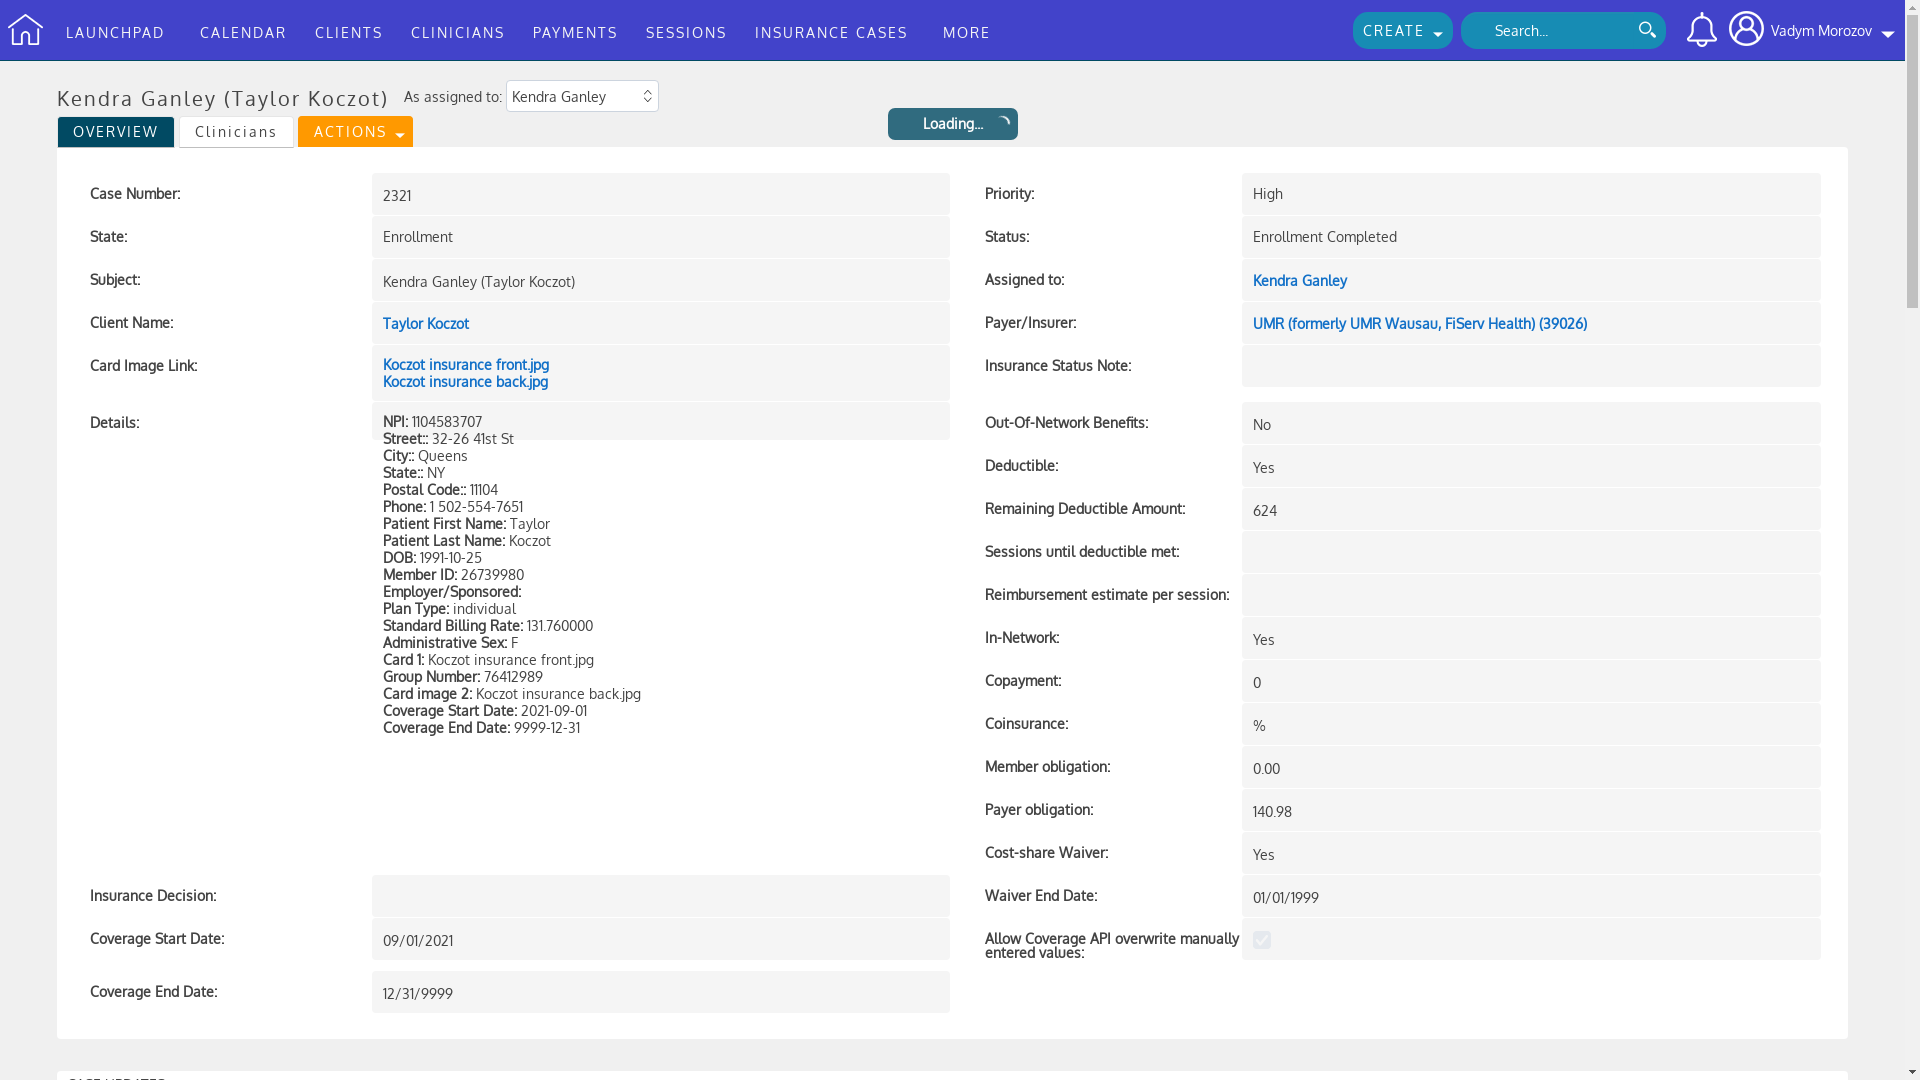 LAUNCHPAD CALENDAR CLIENTS CLINICIANS PAYMENTS SESSIONS INSURANCE CASES MORE CREATE Search... Vadym Morozov
Kendra Ganley (Taylor Koczot) As assigned to: Kendra Ganley
Loading...
OVERVIEW Clinicians ACTIONS
Case Number: 2321
Priority: High
State: Enrollment
Status: Enrollment Completed
Subject: Kendra Ganley (Taylor Koczot)
Assigned to: Kendra Ganley
Client Name: Taylor Koczot
Payer/Insurer: UMR (formerly UMR Wausau, FiServ Health) (39026)
Card Image Link: Koczot insurance front.jpg
Koczot insurance back.jpg
Insurance Status Note:
Details: NPI: 1104583707
Street:: 32-26 41st St
City:: Queens
State:: NY
Postal Code:: 11104
Phone: 1 502-554-7651
Patient First Name: Taylor
Patient Last Name: Koczot
DOB: 1991-10-25
Member ID: 26739980
Employer/Sponsored:
Plan Type: individual
Standard Billing Rate: 131.760000
Administrative Sex: F
Card 1: Koczot insurance front.jpg
Group Number: 76412989
Card image 2: Koczot insurance back.jpg
Coverage Start Date: 2021-09-01
Coverage End Date: 9999-12-31
Out-Of-Network Benefits: No
Deductible: Yes
Remaining Deductible Amount: 624
Sessions until deductible met:
Reimbursement estimate per session:
In-Network: Yes
Copayment: 0
Coinsurance: %
Member obligation: 0.00
Payer obligation: 140.98
Cost-share Waiver: Yes
Insurance Decision:
Waiver End Date: 01/01/1999
Coverage Start Date: 09/01/2021
Allow Coverage API overwrite manually
entered values:
Coverage End Date: 12/31/9999
CASE UPDATES